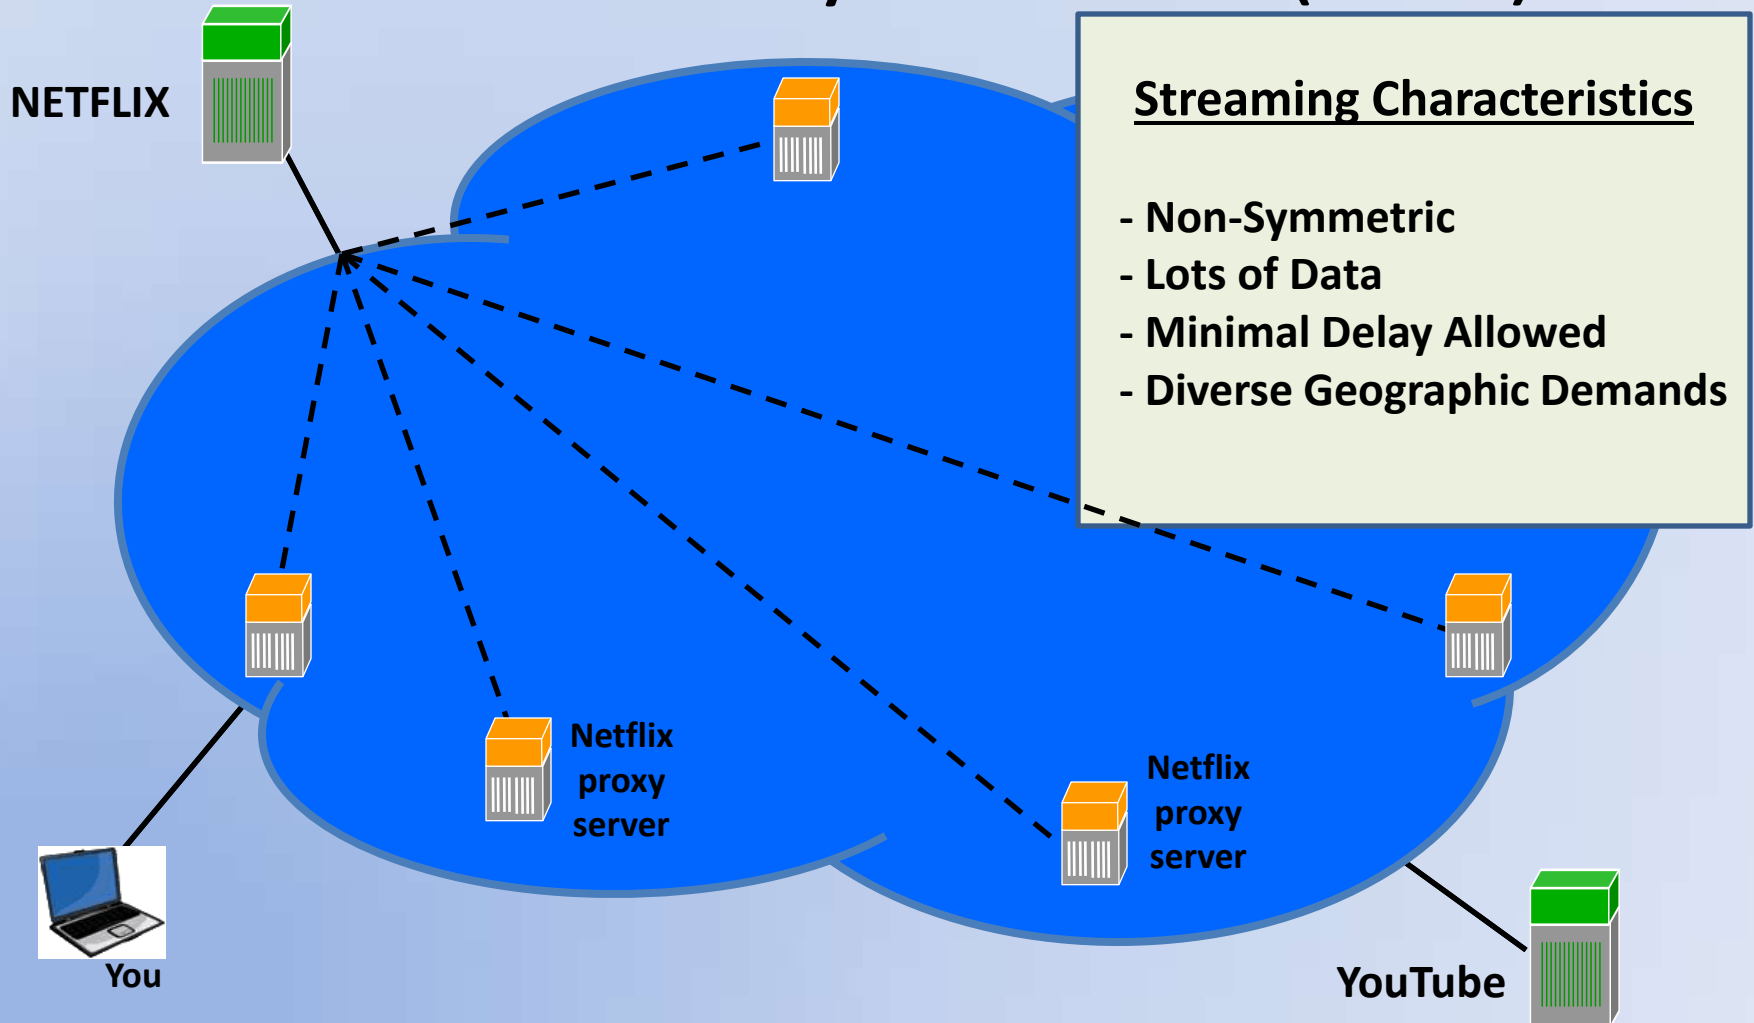 NETFLIX
Streaming Characteristics
- Non-Symmetric
- Lots of Data
- Minimal Delay Allowed
- Diverse Geographic Demands
Netflix
proxy
server
Netflix
proxy
server
You
YouTube